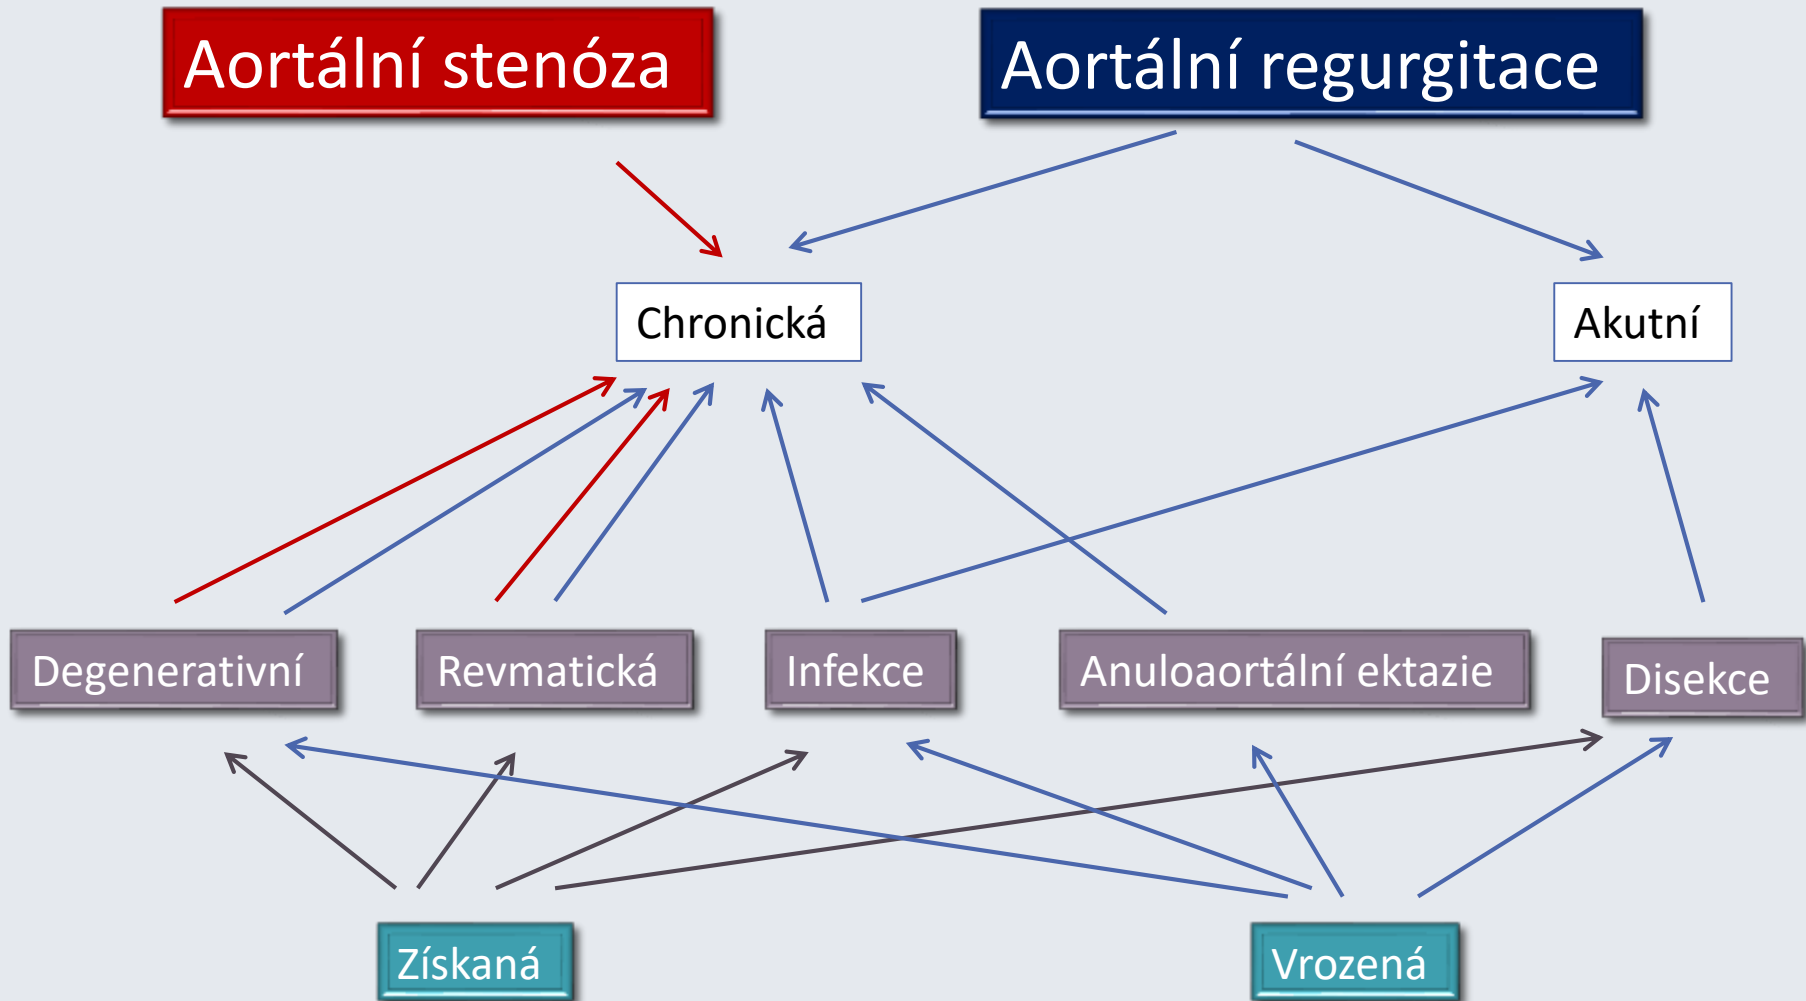 Aortální stenóza
Aortální regurgitace
Chronická
Akutní
Degenerativní
Revmatická
Infekce
Anuloaortální ektazie
Disekce
Získaná
Vrozená